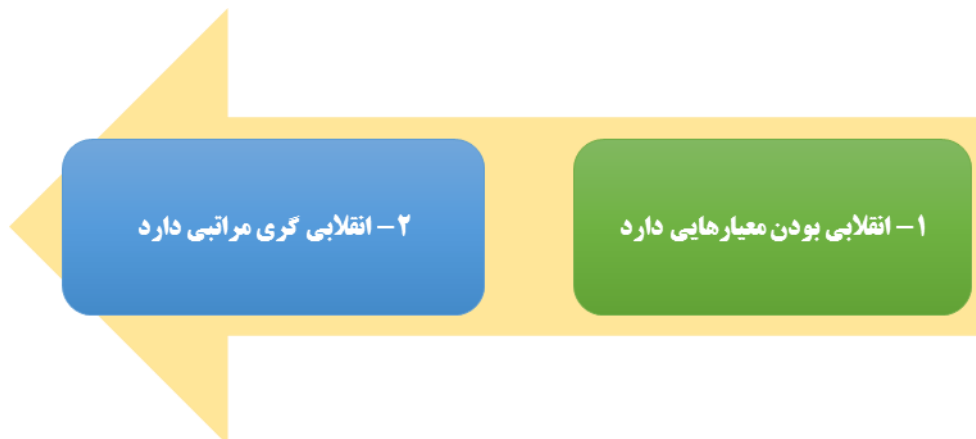 ۱- انقلابی بودن معیارهایی دارد
۲- انقلابی گری مراتبی دارد